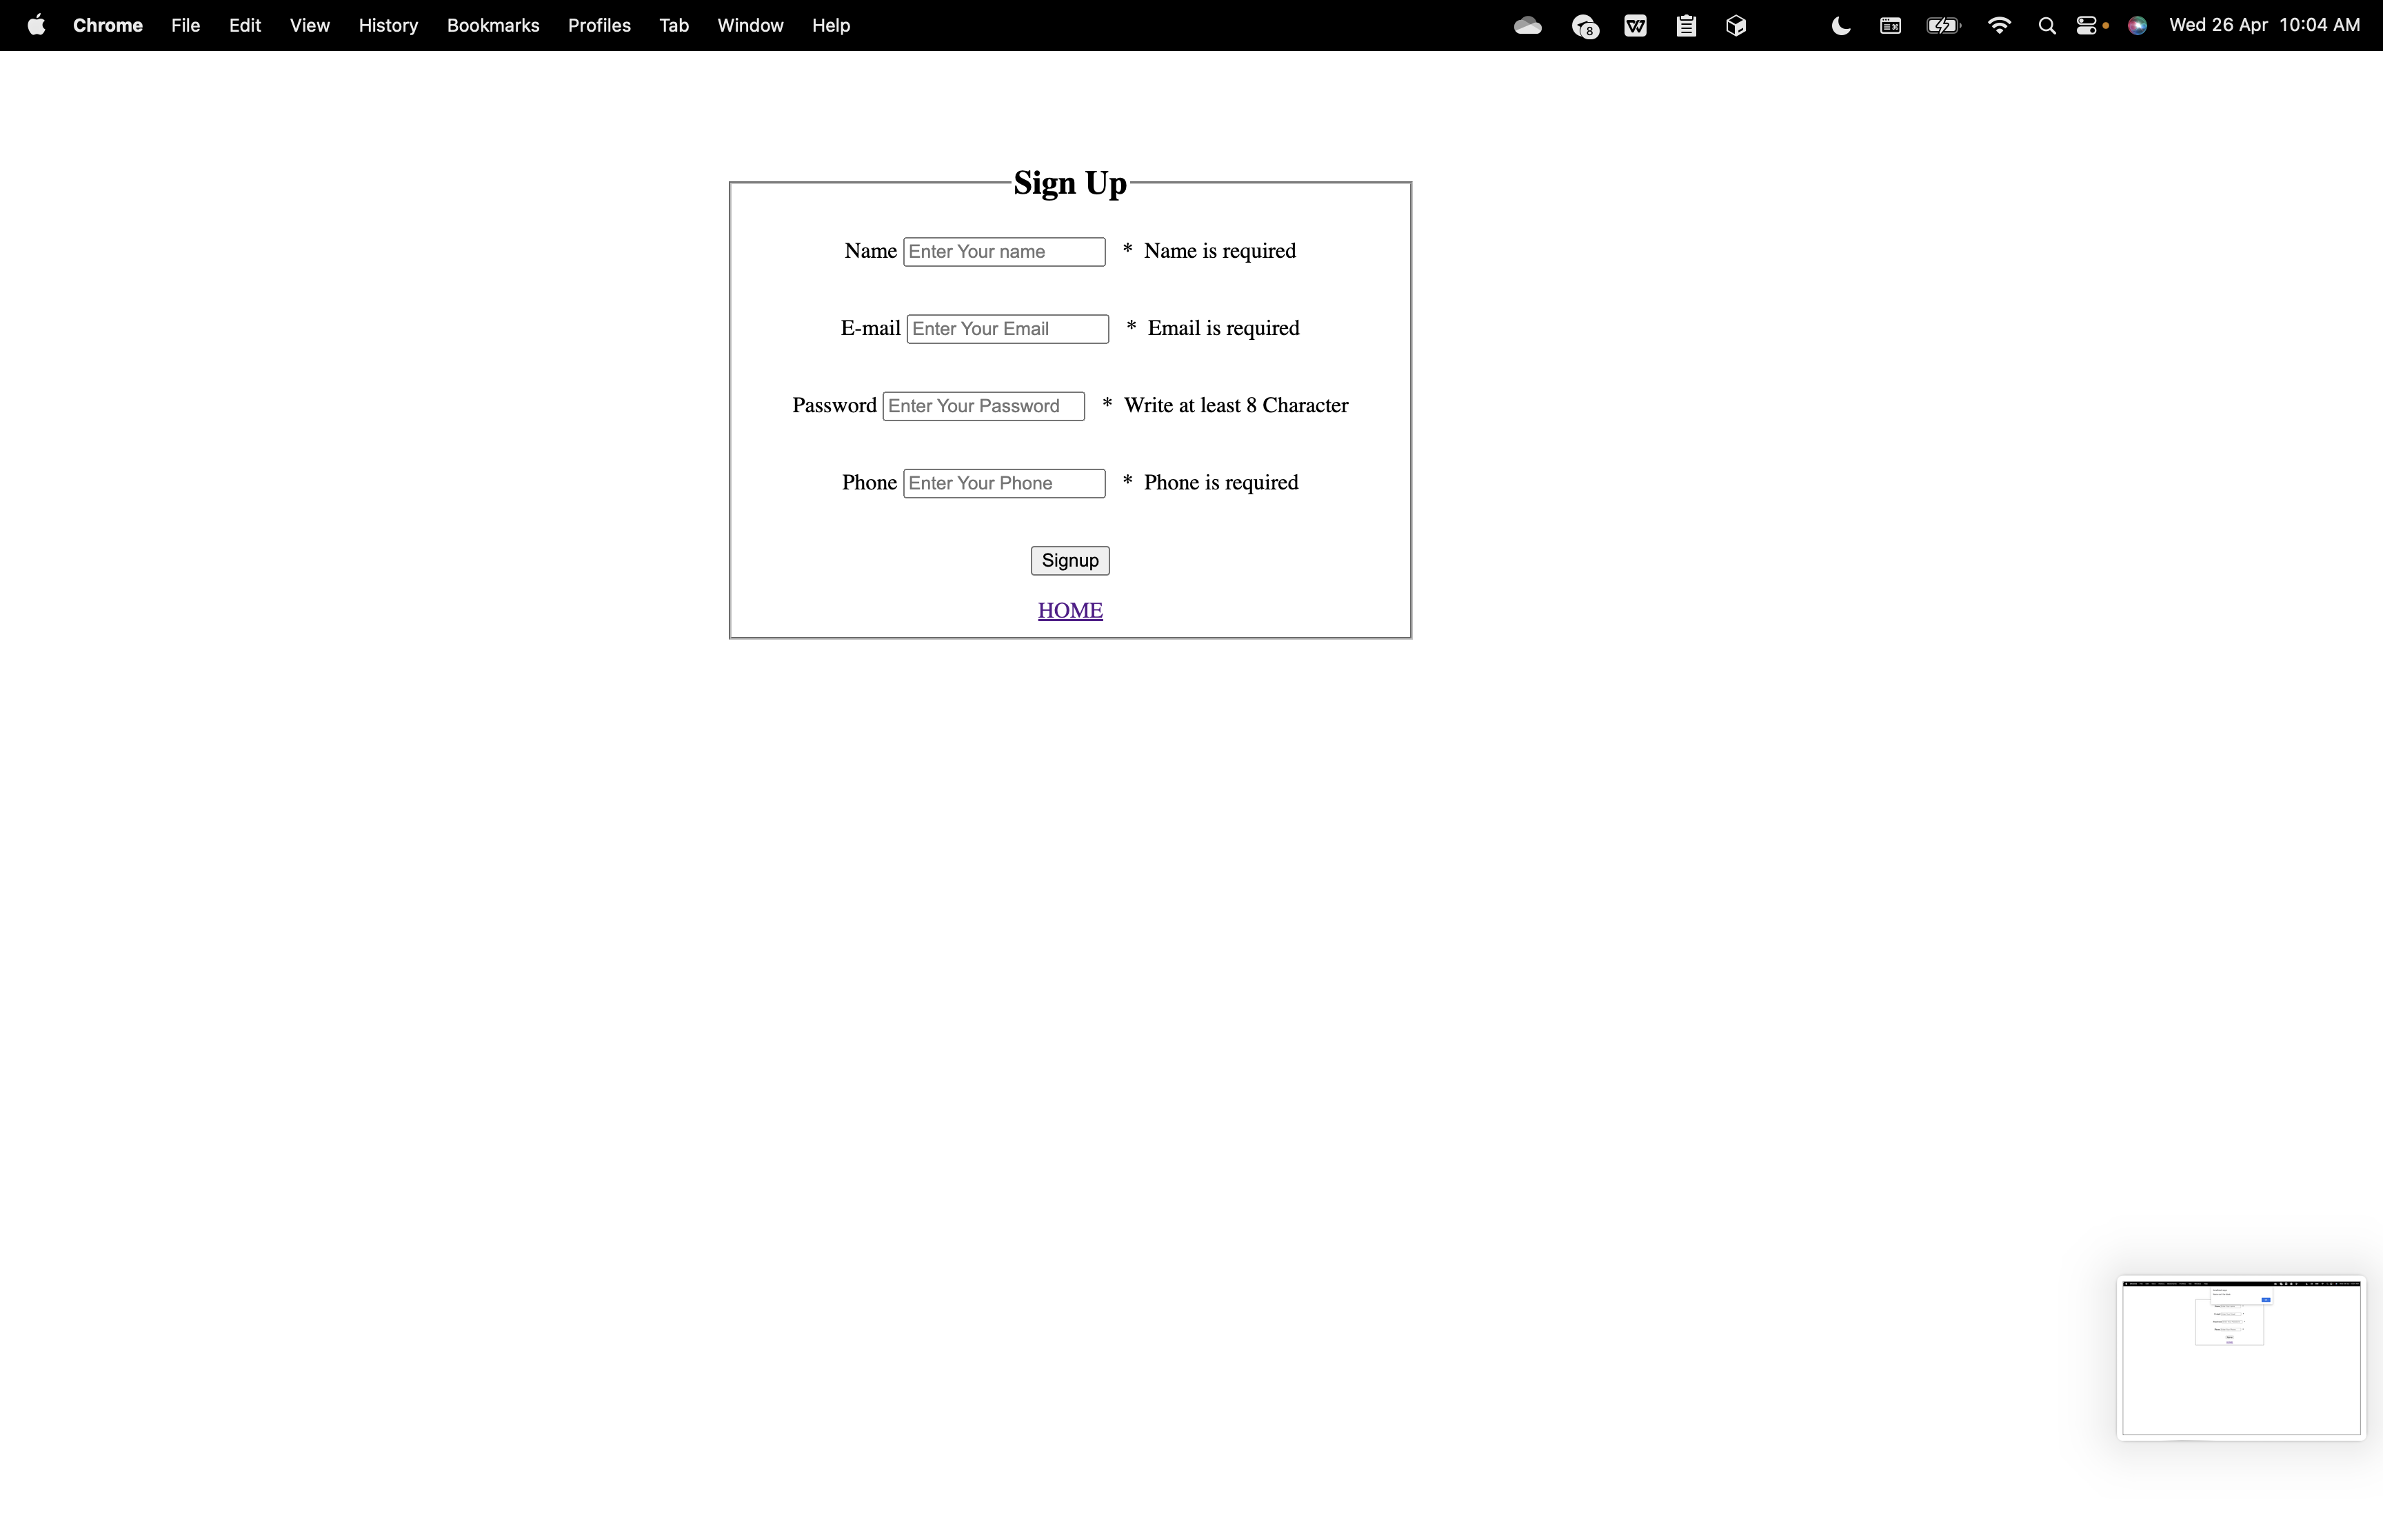 Chrome File Edit View History Bookmarks Profiles Tab Window Help 8 W Wed 26 Apr 10:04 AM
Sign Up
Name Enter Your name * Name is required
E-mail Enter Your Email * Email is required
Password Enter Your Password * Write at least 8 Character
Phone Enter Your Phone * Phone is required
Signup
HOME